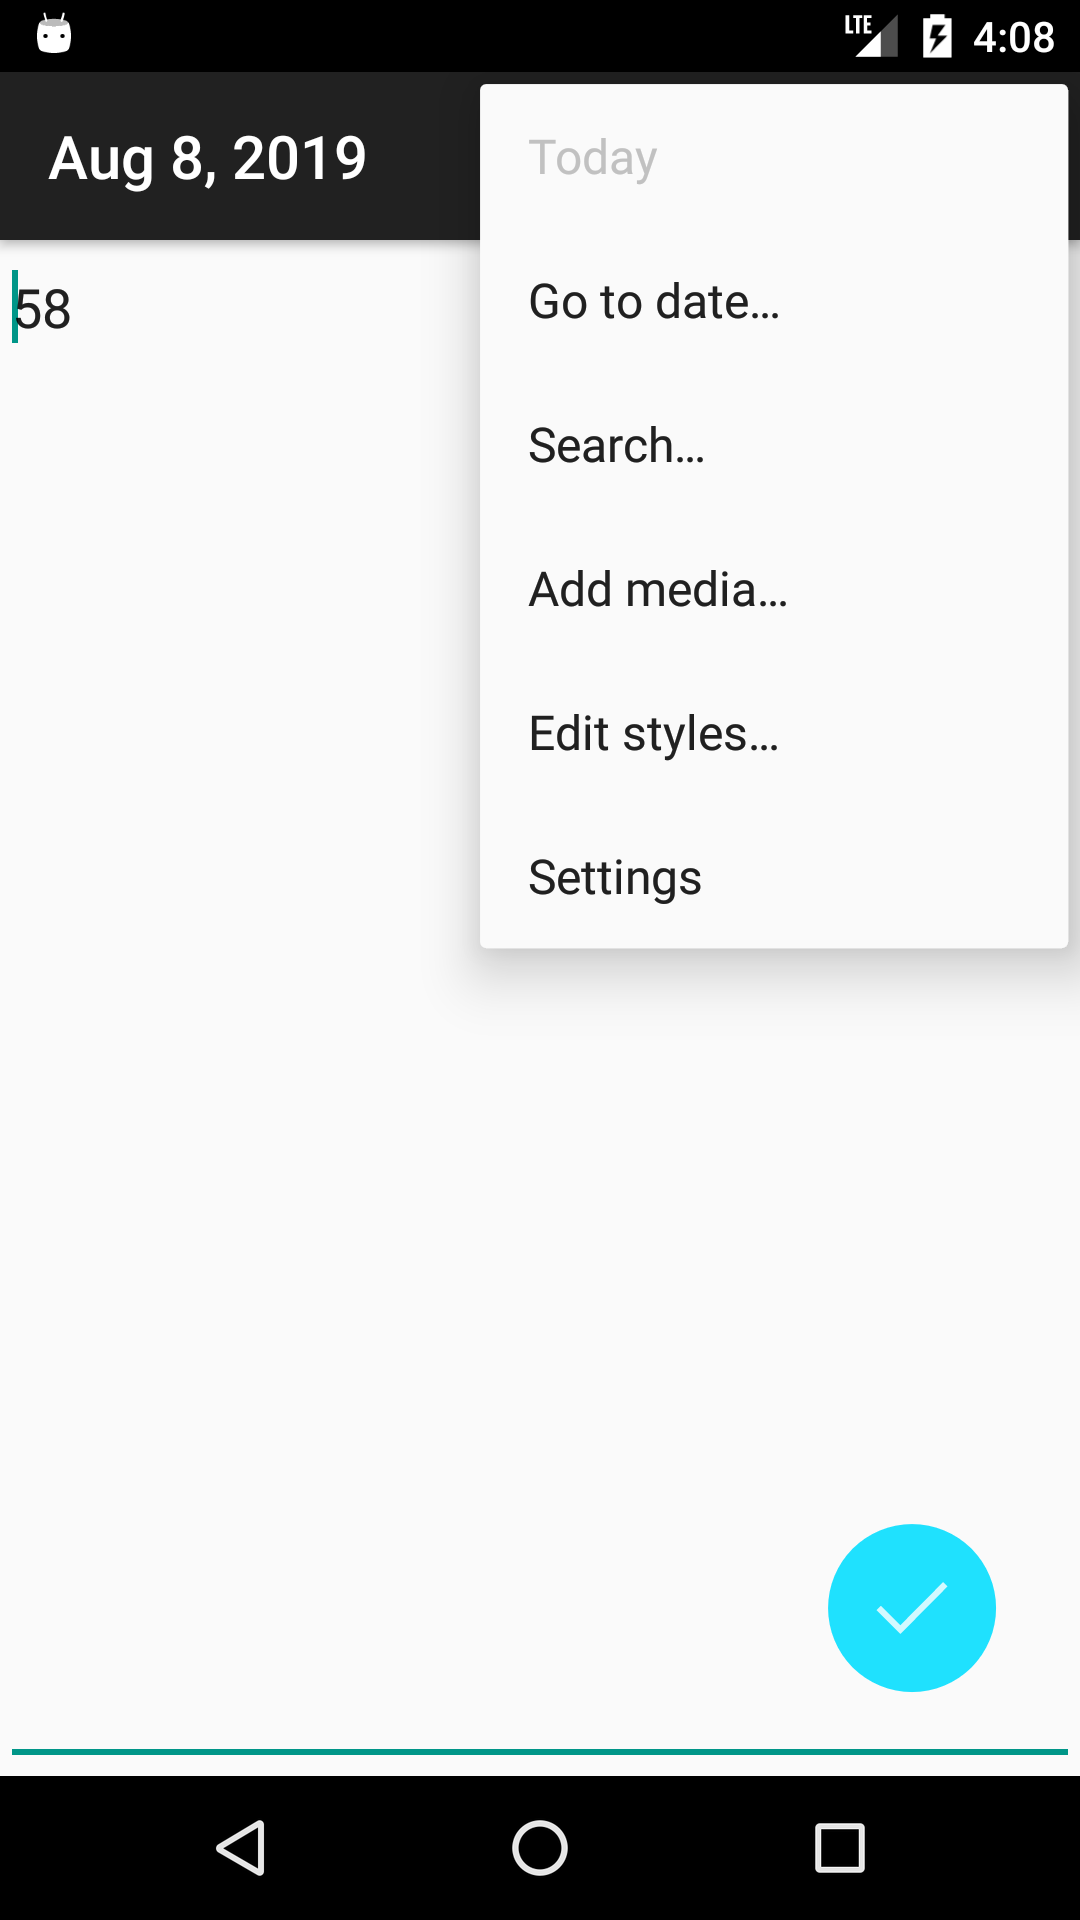 LTE 4:08
Aug 8, 2019
Today
58
Go to date…
Search…
Add media…
Edit styles…
Settings